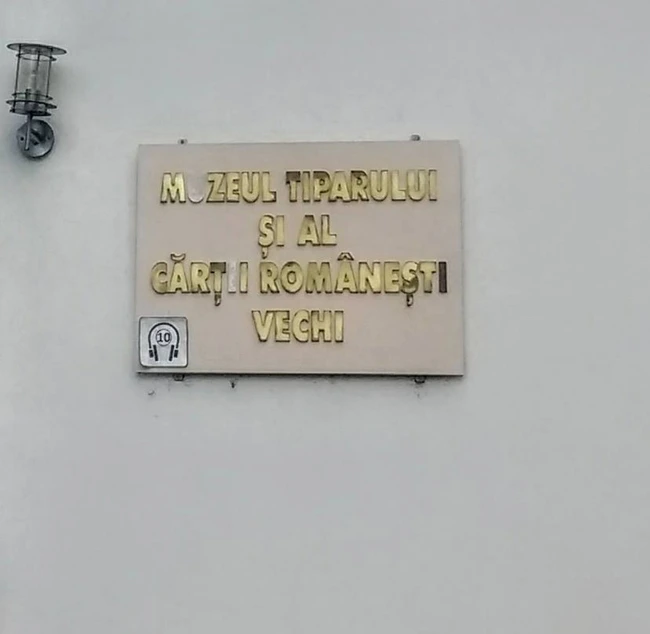 MUZEUL TIPARULUI
ȘI AL
CĂRȚII ROMÂNEȘTI
VECHI
10